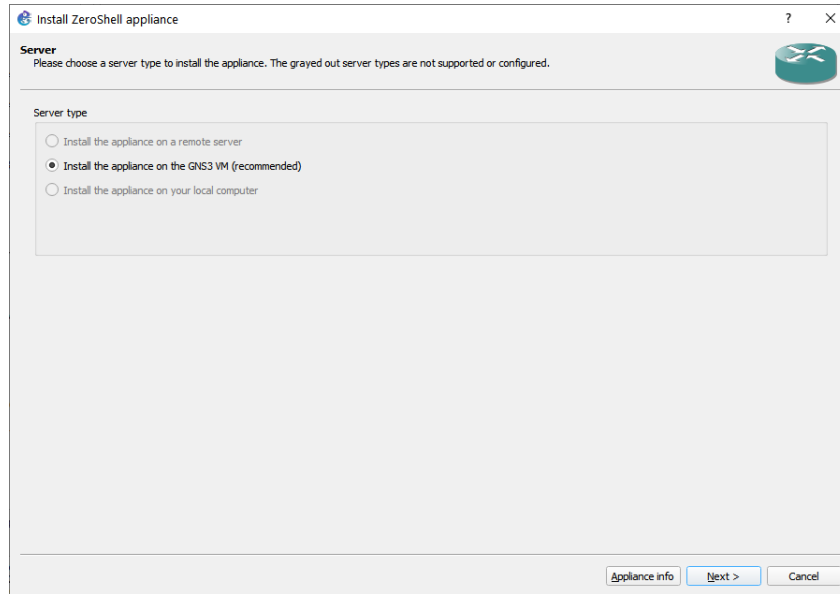 Install ZeroShell appliance
?
Server
Please choose a server type to install the appliance. The grayed out server types are not supported or configured.
Server type
Install the appliance on a remote server
Install the appliance on the GNS3 VM (recommended)
Install the appliance on your local computer
Appliance info
Next >
Cancel